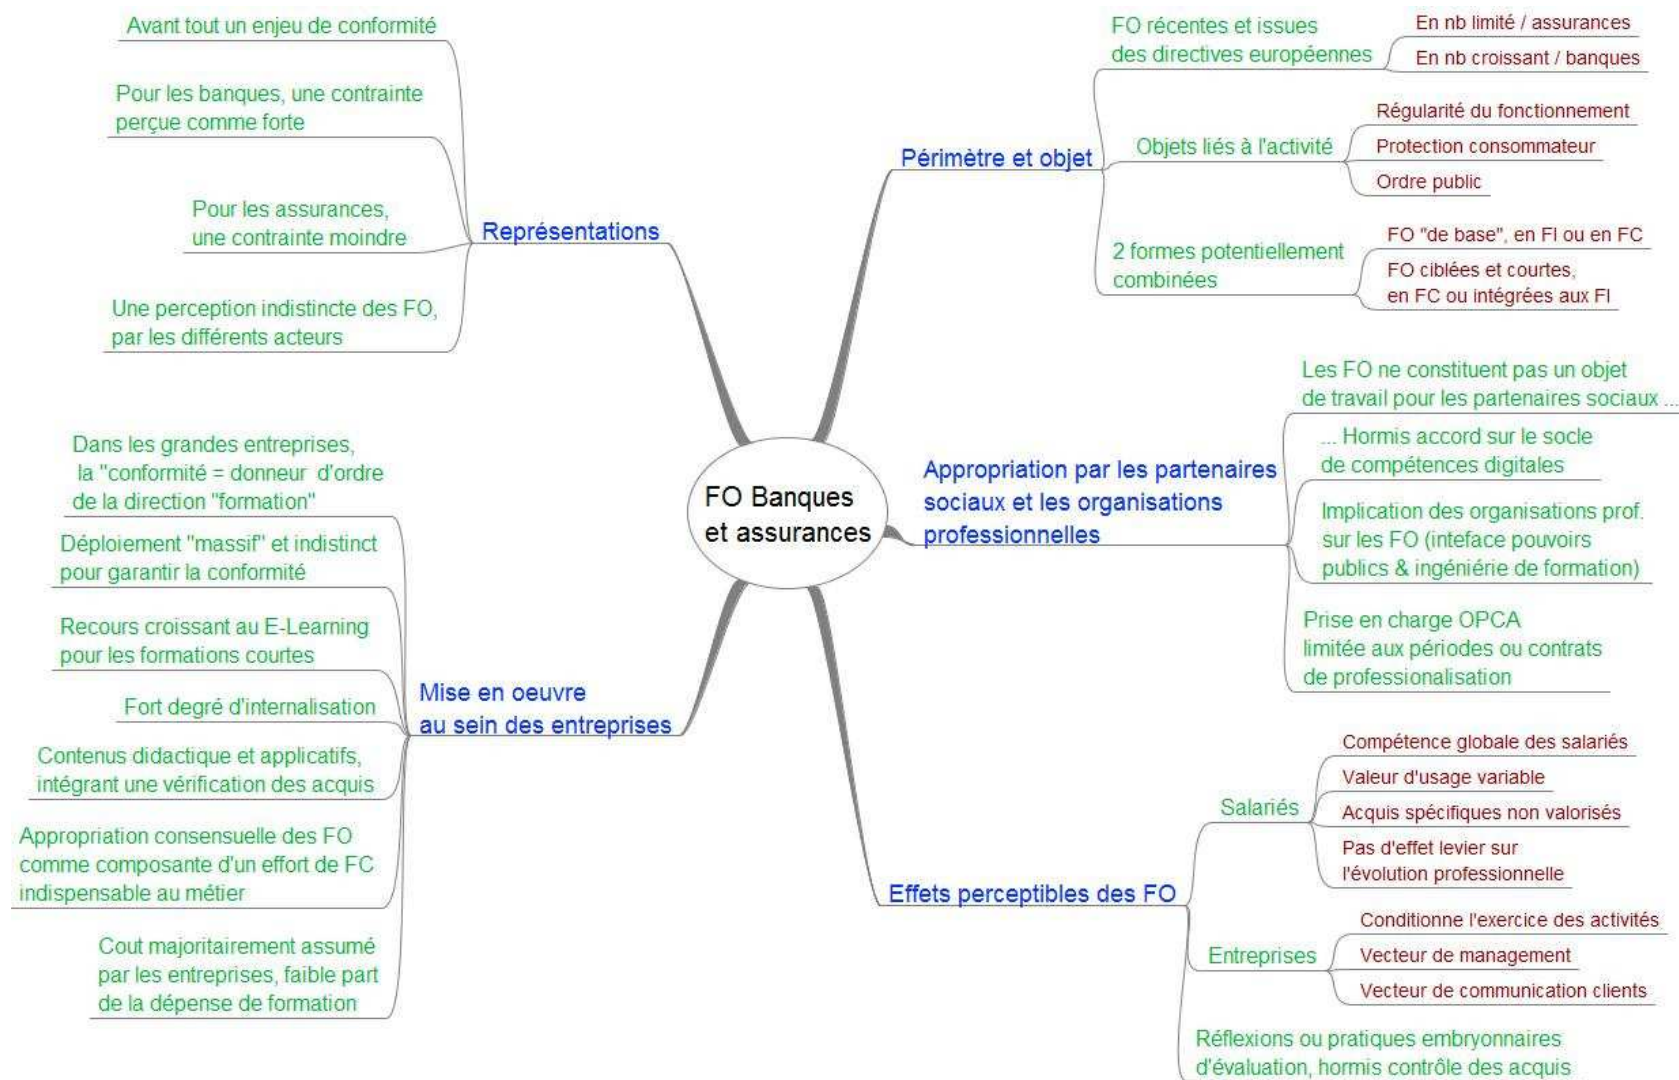 FO Banques
et assurances
Représentations
Avant tout un enjeu de conformité
Pour les banques, une contrainte
perçue comme forte
Pour les assurances,
une contrainte moindre
Une perception indistincte des FO,
par les différents acteurs
Périmètre et objet
FO récentes et issues
des directives européennes
En nb limité / assurances
En nb croissant / banques
Objets liés à l'activité
Régularité du fonctionnement
Protection consommateur
Ordre public
2 formes potentiellement
combinées
FO "de base", en FI ou en FC
FO ciblées et courtes,
en FC ou intégrées aux FI
Appropriation par les partenaires
sociaux et les organisations
professionnelles
Les FO ne constituent pas un objet
de travail pour les partenaires sociaux ...
... Hormis accord sur le socle
de compétences digitales
Implication des organisations prof.
sur les FO (inteface pouvoirs
publics & ingéniérie de formation)
Prise en charge OPCA
limitée aux périodes ou contrats
de professionalisation
Mise en oeuvre
au sein des entreprises
Dans les grandes entreprises,
la "conformité = donneur d'ordre
de la direction "formation"
Déploiement "massif" et indistinct
pour garantir la conformité
Recours croissant au E-Learning
pour les formations courtes
Fort degré d'internalisation
Contenus didactique et applicatifs,
intégrant une vérification des acquis
Appropriation consensuelle des FO
comme composante d'un effort de FC
indispensable au métier
Cout majoritairement assumé
par les entreprises, faible part
de la dépense de formation
Effets perceptibles des FO
Salariés
Compétence globale des salariés
Valeur d'usage variable
Acquis spécifiques non valorisés
Pas d'effet levier sur
l'évolution professionnelle
Entreprises
Conditionne l'exercice des activités
Vecteur de management
Vecteur de communication clients
Réflexions ou pratiques embryonnaires
d'évaluation, hormis contrôle des acquis